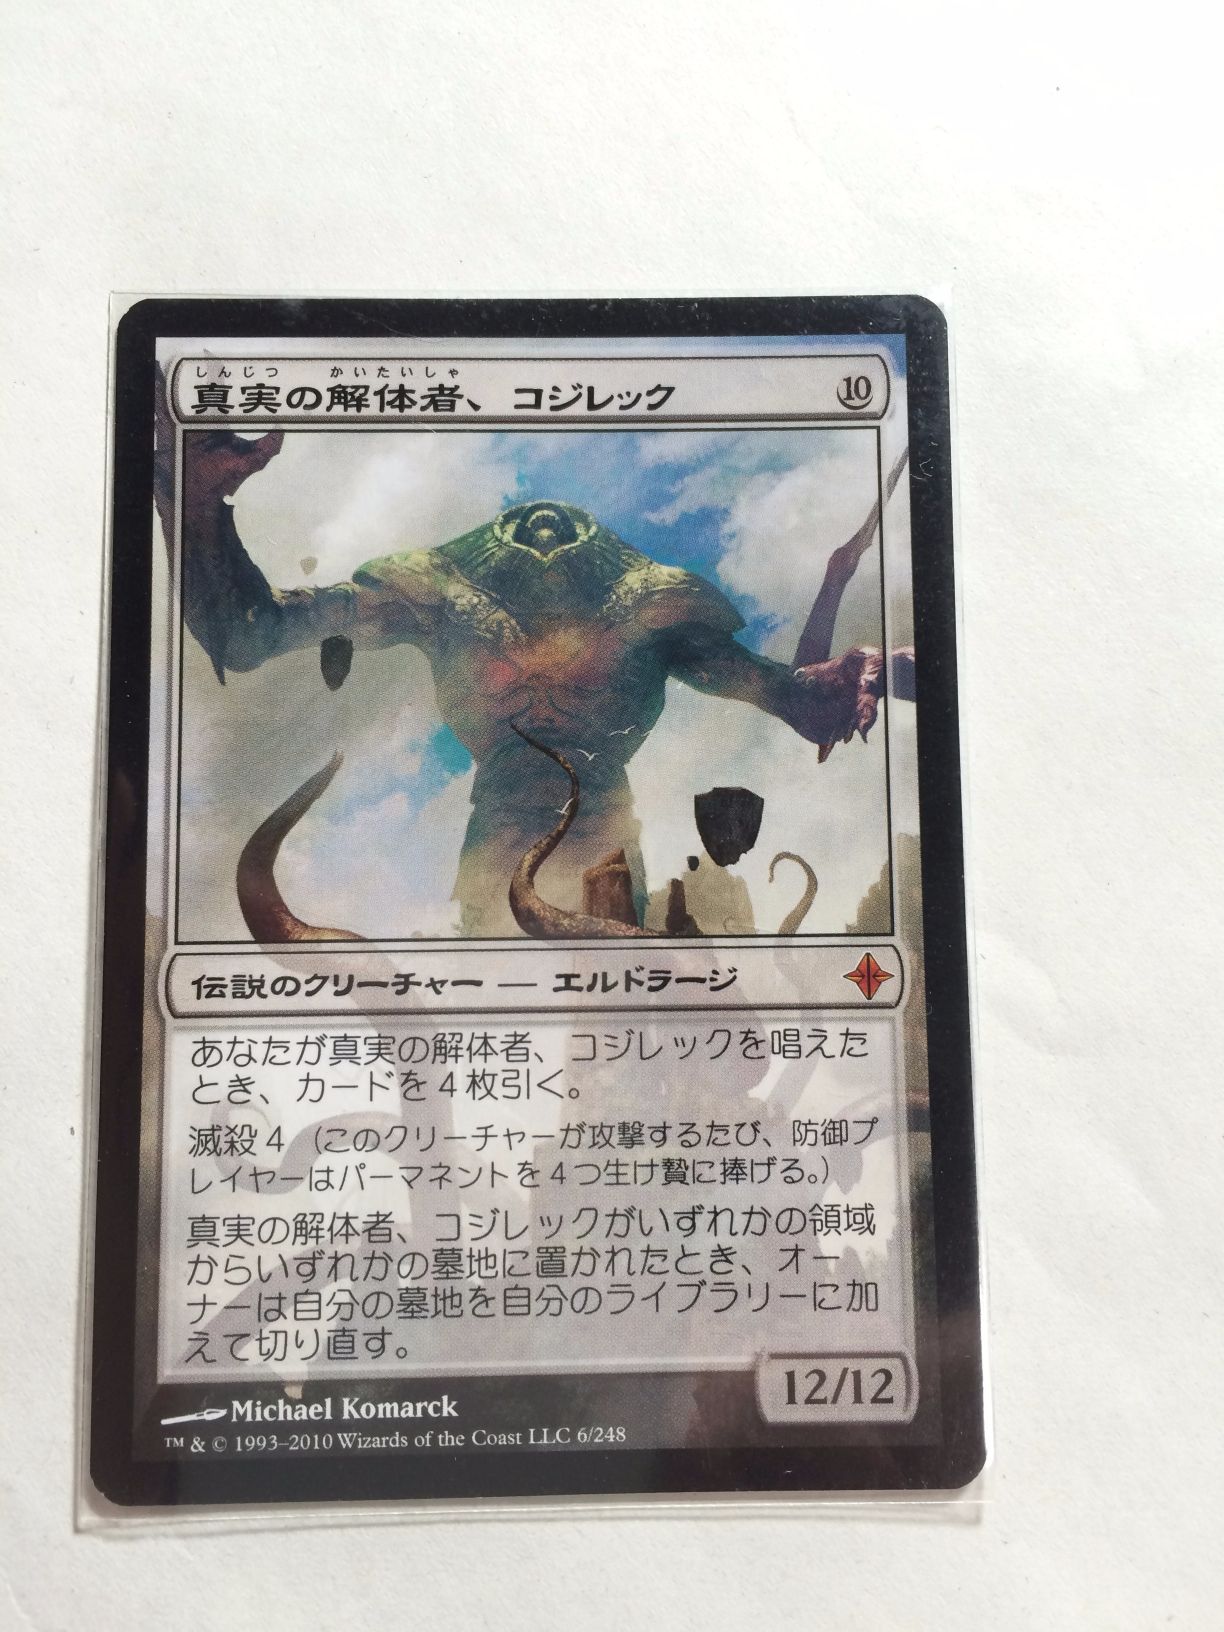 しんじつ かいたいしゃ
真実の解体者、コジレック
10
伝説のクリーチャー — エルドラージ
あなたが真実の解体者、コジレックを唱えた
とき、カードを4枚引く。
滅殺4（このクリーチャーが攻撃するたび、防御プ
レイヤーはパーマネントを4つ生け贄に捧げる。）
真実の解体者、コジレックがいずれかの領域
からいずれかの墓地に置かれたとき、オー
ナーは自分の墓地を自分のライブラリーに加
えて切り直す。
12/12
Michael Komarck
™ & © 1993–2010 Wizards of the Coast LLC 6/248